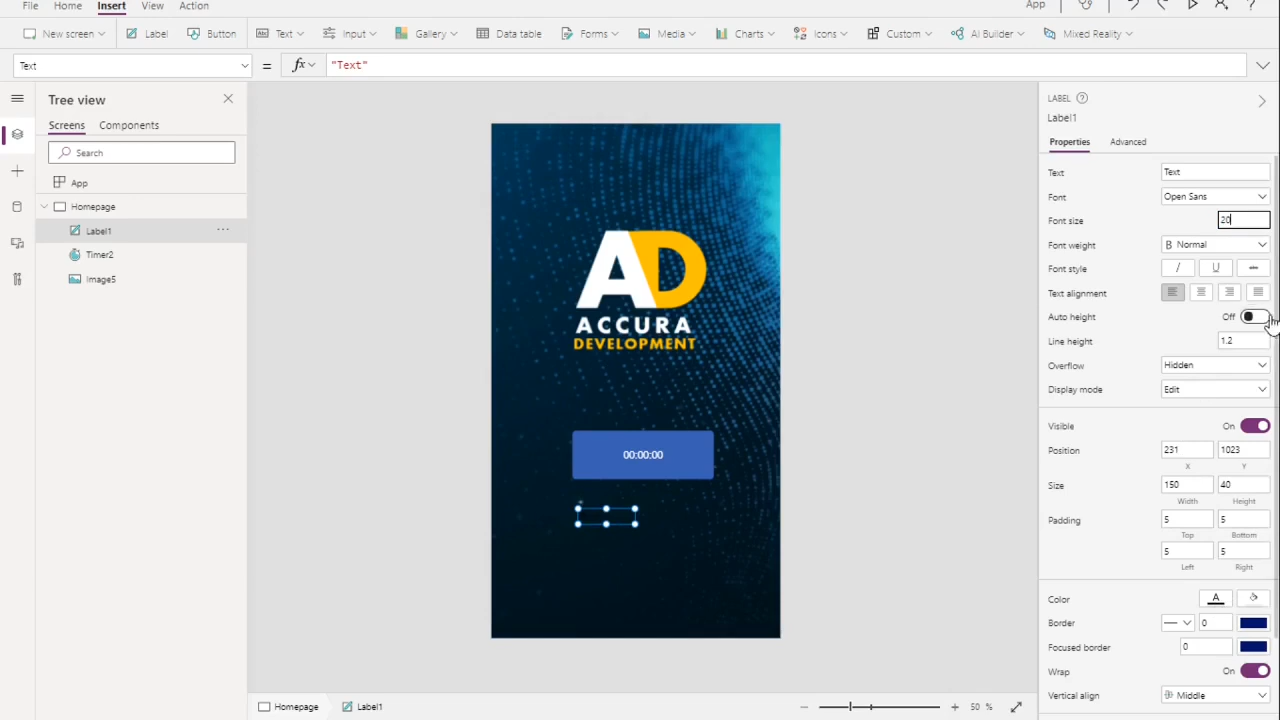 File Home Insert View Action App
New screen Label Button Text Input Gallery Data table Forms Media Charts Icons Custom AI Builder Mixed Reality
Text = fx "Text"
Tree view
Screens Components
Search
App
Homepage
Label1 ...
Timer2
Image5
AD
ACCURA
DEVELOPMENT
00:00:00
LABEL
Label1
Properties Advanced
Text Text
Font Open Sans
Font size 20
Font weight B Normal
Font style / U
Text alignment
Auto height Off
Line height 1.2
Overflow Hidden
Display mode Edit
Visible On
Position 231 1023
X Y
Size 150 40
Width Height
Padding 5 5
Top Bottom
5 5
Left Right
Color A
Border 0
Focused border 0
Wrap On
Vertical align Middle
Homepage Label1 50 %